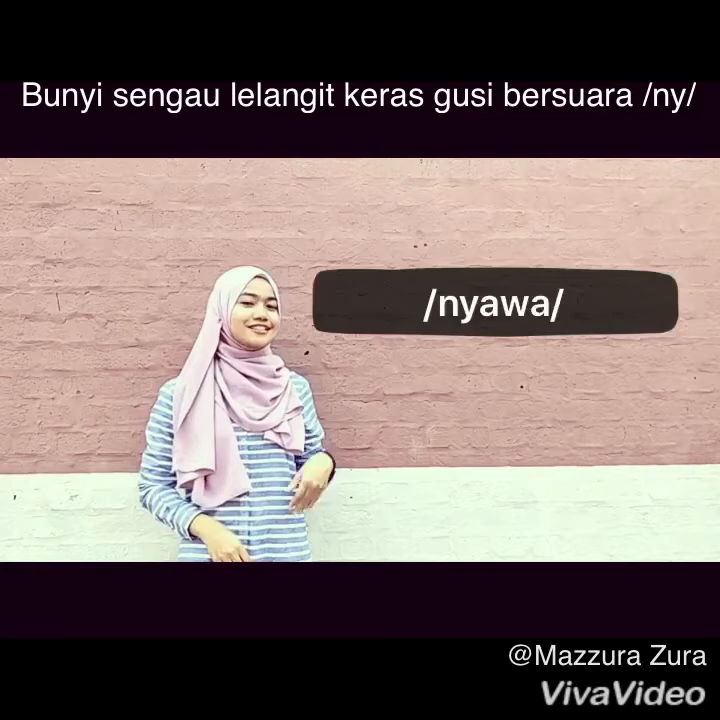 Bunyi sengau lelangit keras gusi bersuara /ny/
/nyawa/
@Mazzura Zura
VivaVideo